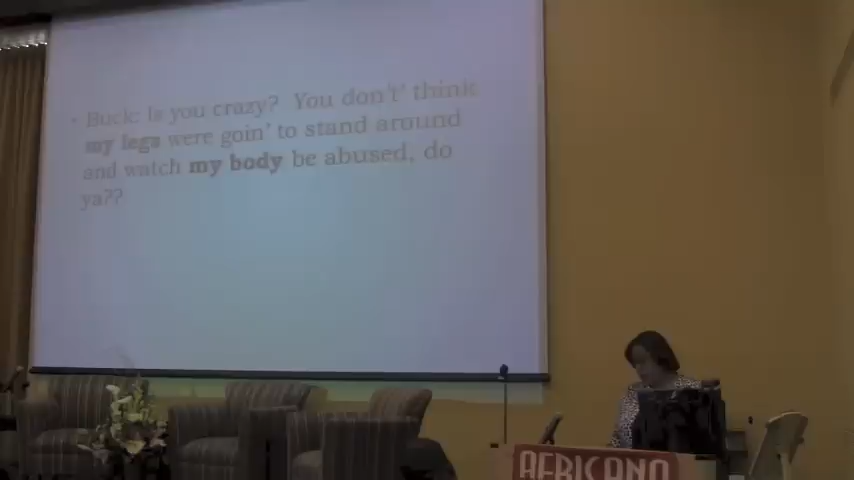 • Buck: Is you crazy? You don't' think
my legs were goin' to stand around
and watch my body be abused, do
ya??
AFRICANO